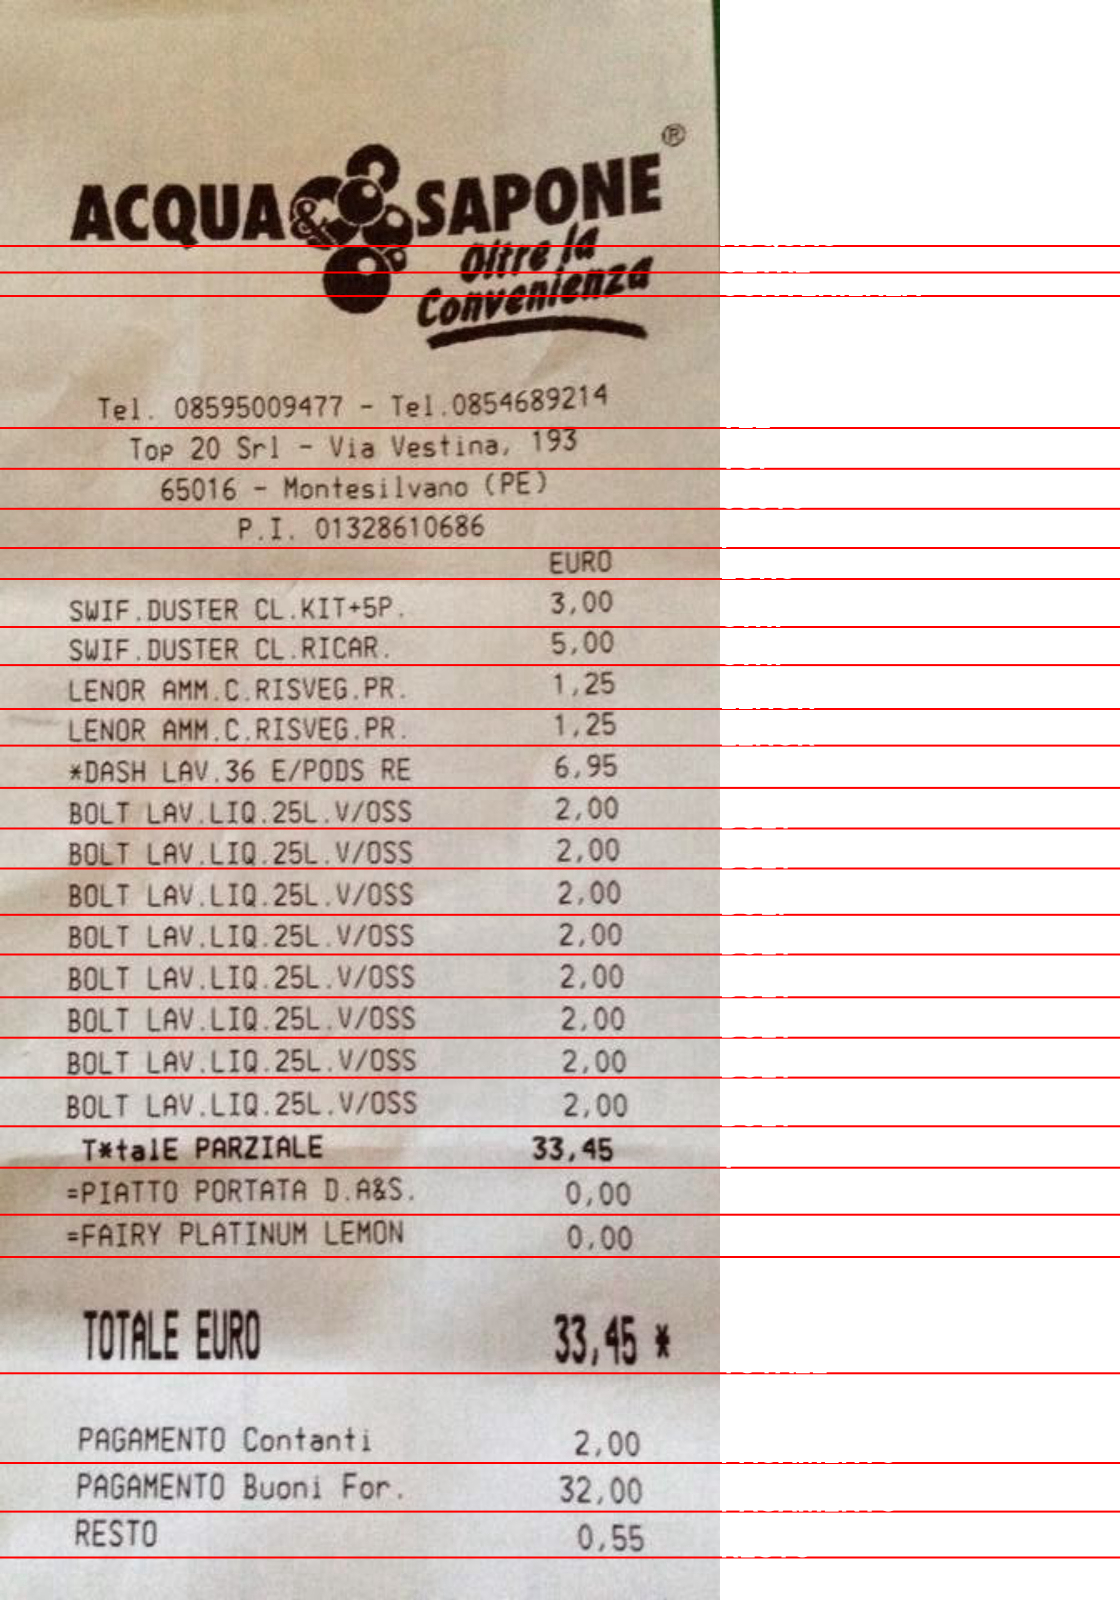 ®
ACQUA & SAPONE
Oltre la
Convenienza
Tel. 08595009477 - Tel.0854689214
Top 20 Srl - Via Vestina, 193
65016 - Montesilvano (PE)
P.I. 01328610686
EURO
SWIF.DUSTER CL.KIT+5P. 3,00
SWIF.DUSTER CL.RICAR. 5,00
LENOR AMM.C.RISVEG.PR. 1,25
LENOR AMM.C.RISVEG.PR. 1,25
*DASH LAV.36 E/PODS RE 6,95
BOLT LAV.LIQ.25L.V/OSS 2,00
BOLT LAV.LIQ.25L.V/OSS 2,00
BOLT LAV.LIQ.25L.V/OSS 2,00
BOLT LAV.LIQ.25L.V/OSS 2,00
BOLT LAV.LIQ.25L.V/OSS 2,00
BOLT LAV.LIQ.25L.V/OSS 2,00
BOLT LAV.LIQ.25L.V/OSS 2,00
BOLT LAV.LIQ.25L.V/OSS 2,00
T*talE PARZIALE 33,45
=PIATTO PORTATA D.A&S. 0,00
=FAIRY PLATINUM LEMON 0,00
TOTALE EURO 33,45 *
PAGAMENTO Contanti 2,00
PAGAMENTO Buoni For. 32,00
RESTO 0,55